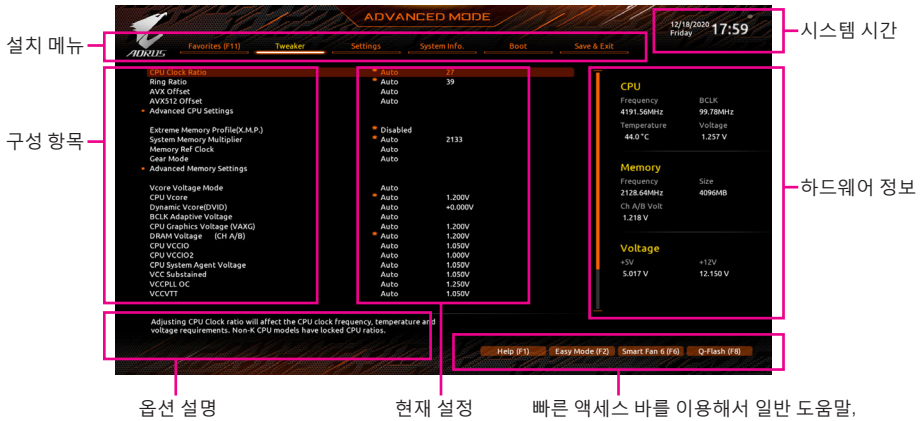 ADVANCED MODE
12/18/2020 Friday 17:59
시스템 시간
설치 메뉴
AORUS
Favorites (F11) Tweaker Settings System Info. Boot Save & Exit
구성 항목
CPU Clock Ratio * Auto 27
Ring Ratio * Auto 39
AVX Offset Auto
AVX512 Offset Auto
Advanced CPU Settings
Extreme Memory Profile(X.M.P.) * Disabled
System Memory Multiplier * Auto 2133
Memory Ref Clock Auto
Gear Mode Auto
Advanced Memory Settings
Vcore Voltage Mode Auto
CPU Vcore * Auto 1.200V
Dynamic Vcore(DVID) Auto +0.000V
BCLK Adaptive Voltage Auto
CPU Graphics Voltage (VAXG) Auto 1.200V
DRAM Voltage (CH A/B) * Auto 1.200V
CPU VCCIO Auto 1.050V
CPU VCCIO2 Auto 1.000V
CPU System Agent Voltage Auto 1.050V
VCC Substained Auto 1.050V
VCCPLL OC Auto 1.250V
VCCVTT Auto 1.050V
CPU
Frequency BCLK
4191.56MHz 99.78MHz
Temperature Voltage
44.0 °C 1.257 V
Memory
Frequency Size
2128.64MHz 4096MB
Ch A/B Volt
1.218 V
Voltage
+5V +12V
5.017 V 12.150 V
하드웨어 정보
Adjusting CPU Clock ratio will affect the CPU clock frequency, temperature and
voltage requirements. Non-K CPU models have locked CPU ratios.
Help (F1) Easy Mode (F2) Smart Fan 6 (F6) Q-Flash (F8)
옵션 설명
현재 설정
빠른 액세스 바를 이용해서 일반 도움말,